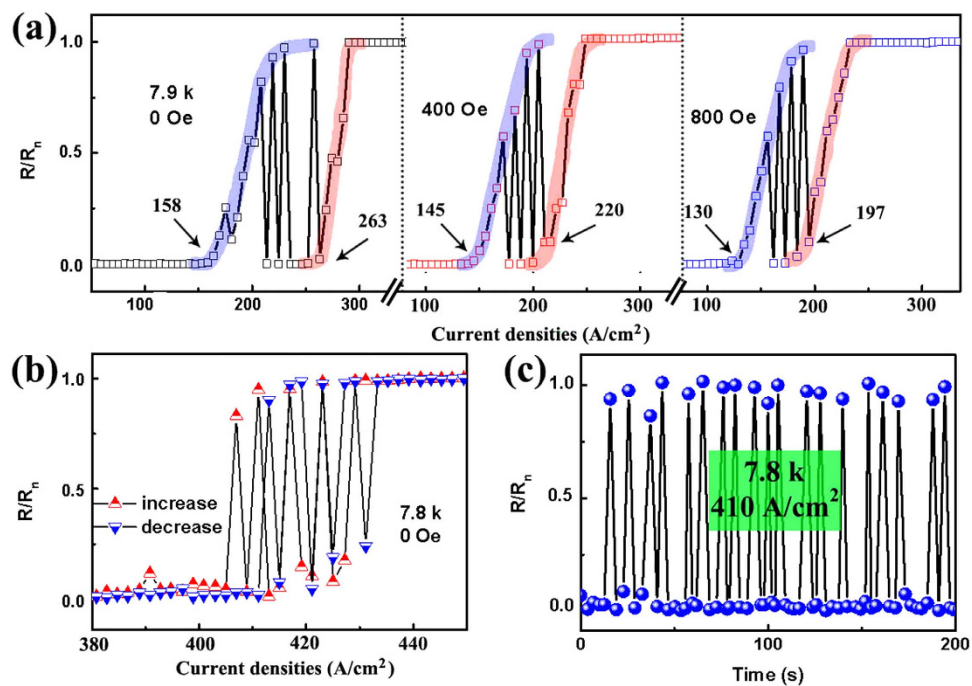 (a)
R/Rn
1.0
0.5
0.0
7.9 k
0 Oe
158
263
400 Oe
145
220
800 Oe
130
197
100 200 300 100 200 100 200 300
Current densities (A/cm²)
(b)
R/Rn
1.0
0.5
0.0
increase
decrease
7.8 k
0 Oe
380 400 420 440
Current densities (A/cm²)
(c)
R/Rn
1.0
0.5
0.0
7.8 k
410 A/cm²
0 100 200
Time (s)